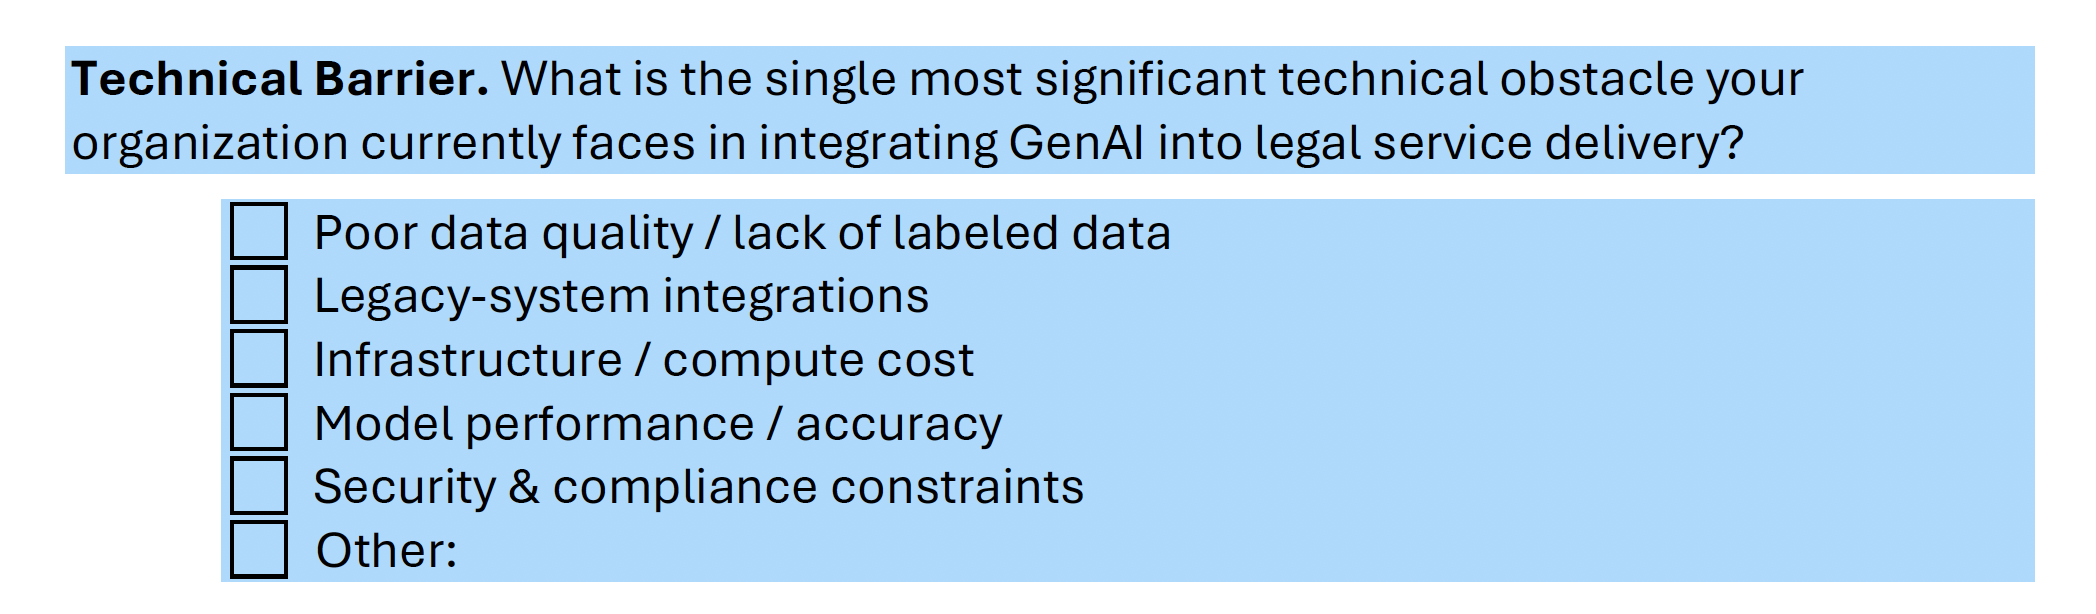 Technical Barrier. What is the single most significant technical obstacle your
organization currently faces in integrating GenAI into legal service delivery?
Poor data quality / lack of labeled data
Legacy-system integrations
Infrastructure / compute cost
Model performance / accuracy
Security & compliance constraints
Other: